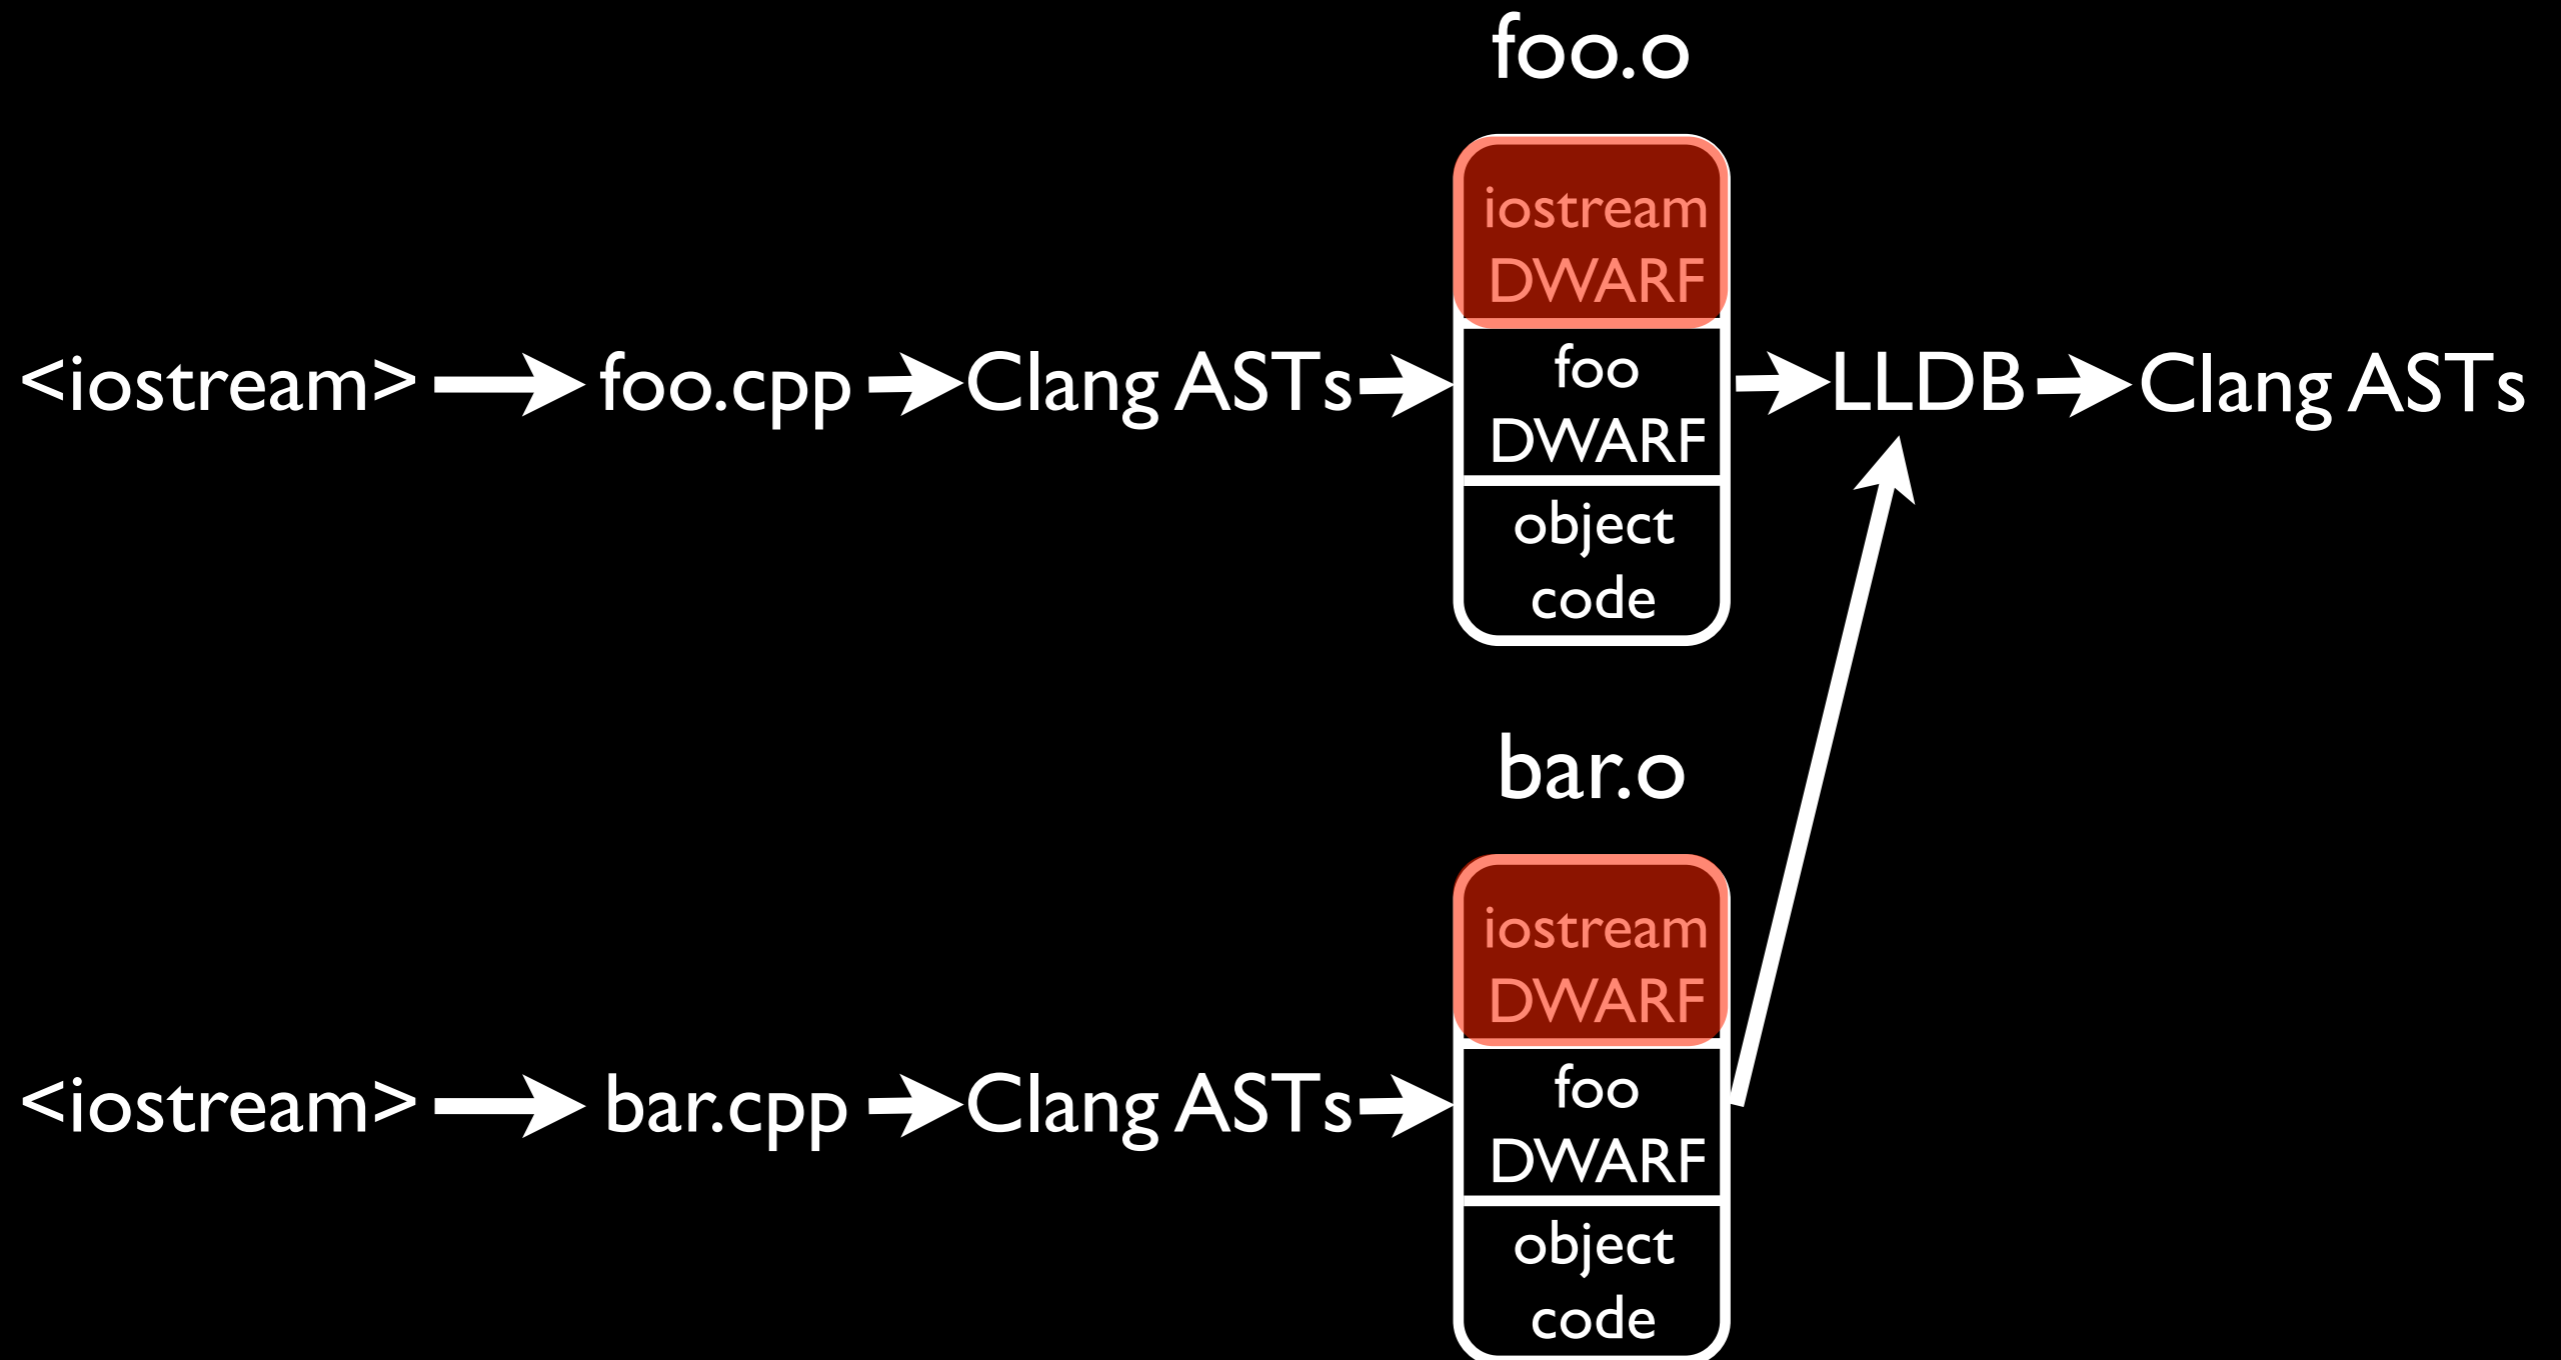 foo.o
iostream
DWARF
<iostream> foo.cpp Clang ASTs LLDB Clang ASTs
foo
DWARF
object
code
bar.o
iostream
DWARF
<iostream> bar.cpp Clang ASTs
foo
DWARF
object
code